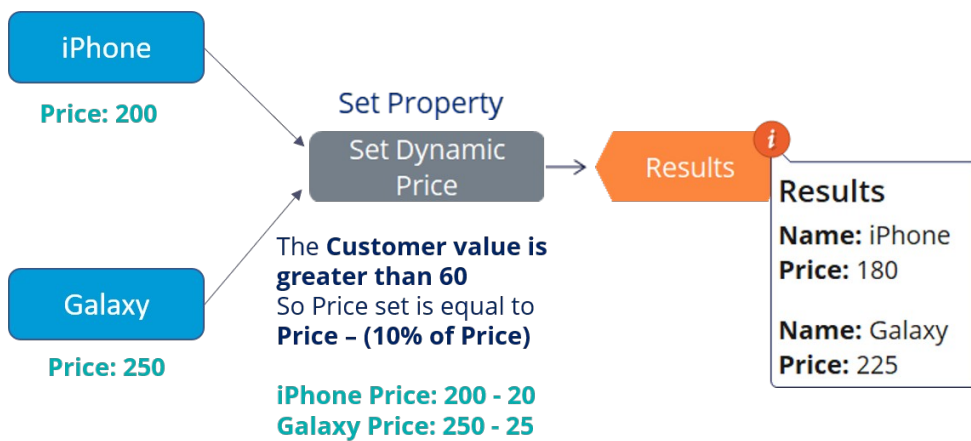 iPhone
Price: 200
Set Property
Set Dynamic
Price
Results
i
Results
Name: iPhone
Price: 180
Name: Galaxy
Price: 225
The Customer value is
greater than 60
So Price set is equal to
Price – (10% of Price)
iPhone Price: 200 - 20
Galaxy Price: 250 - 25
Galaxy
Price: 250